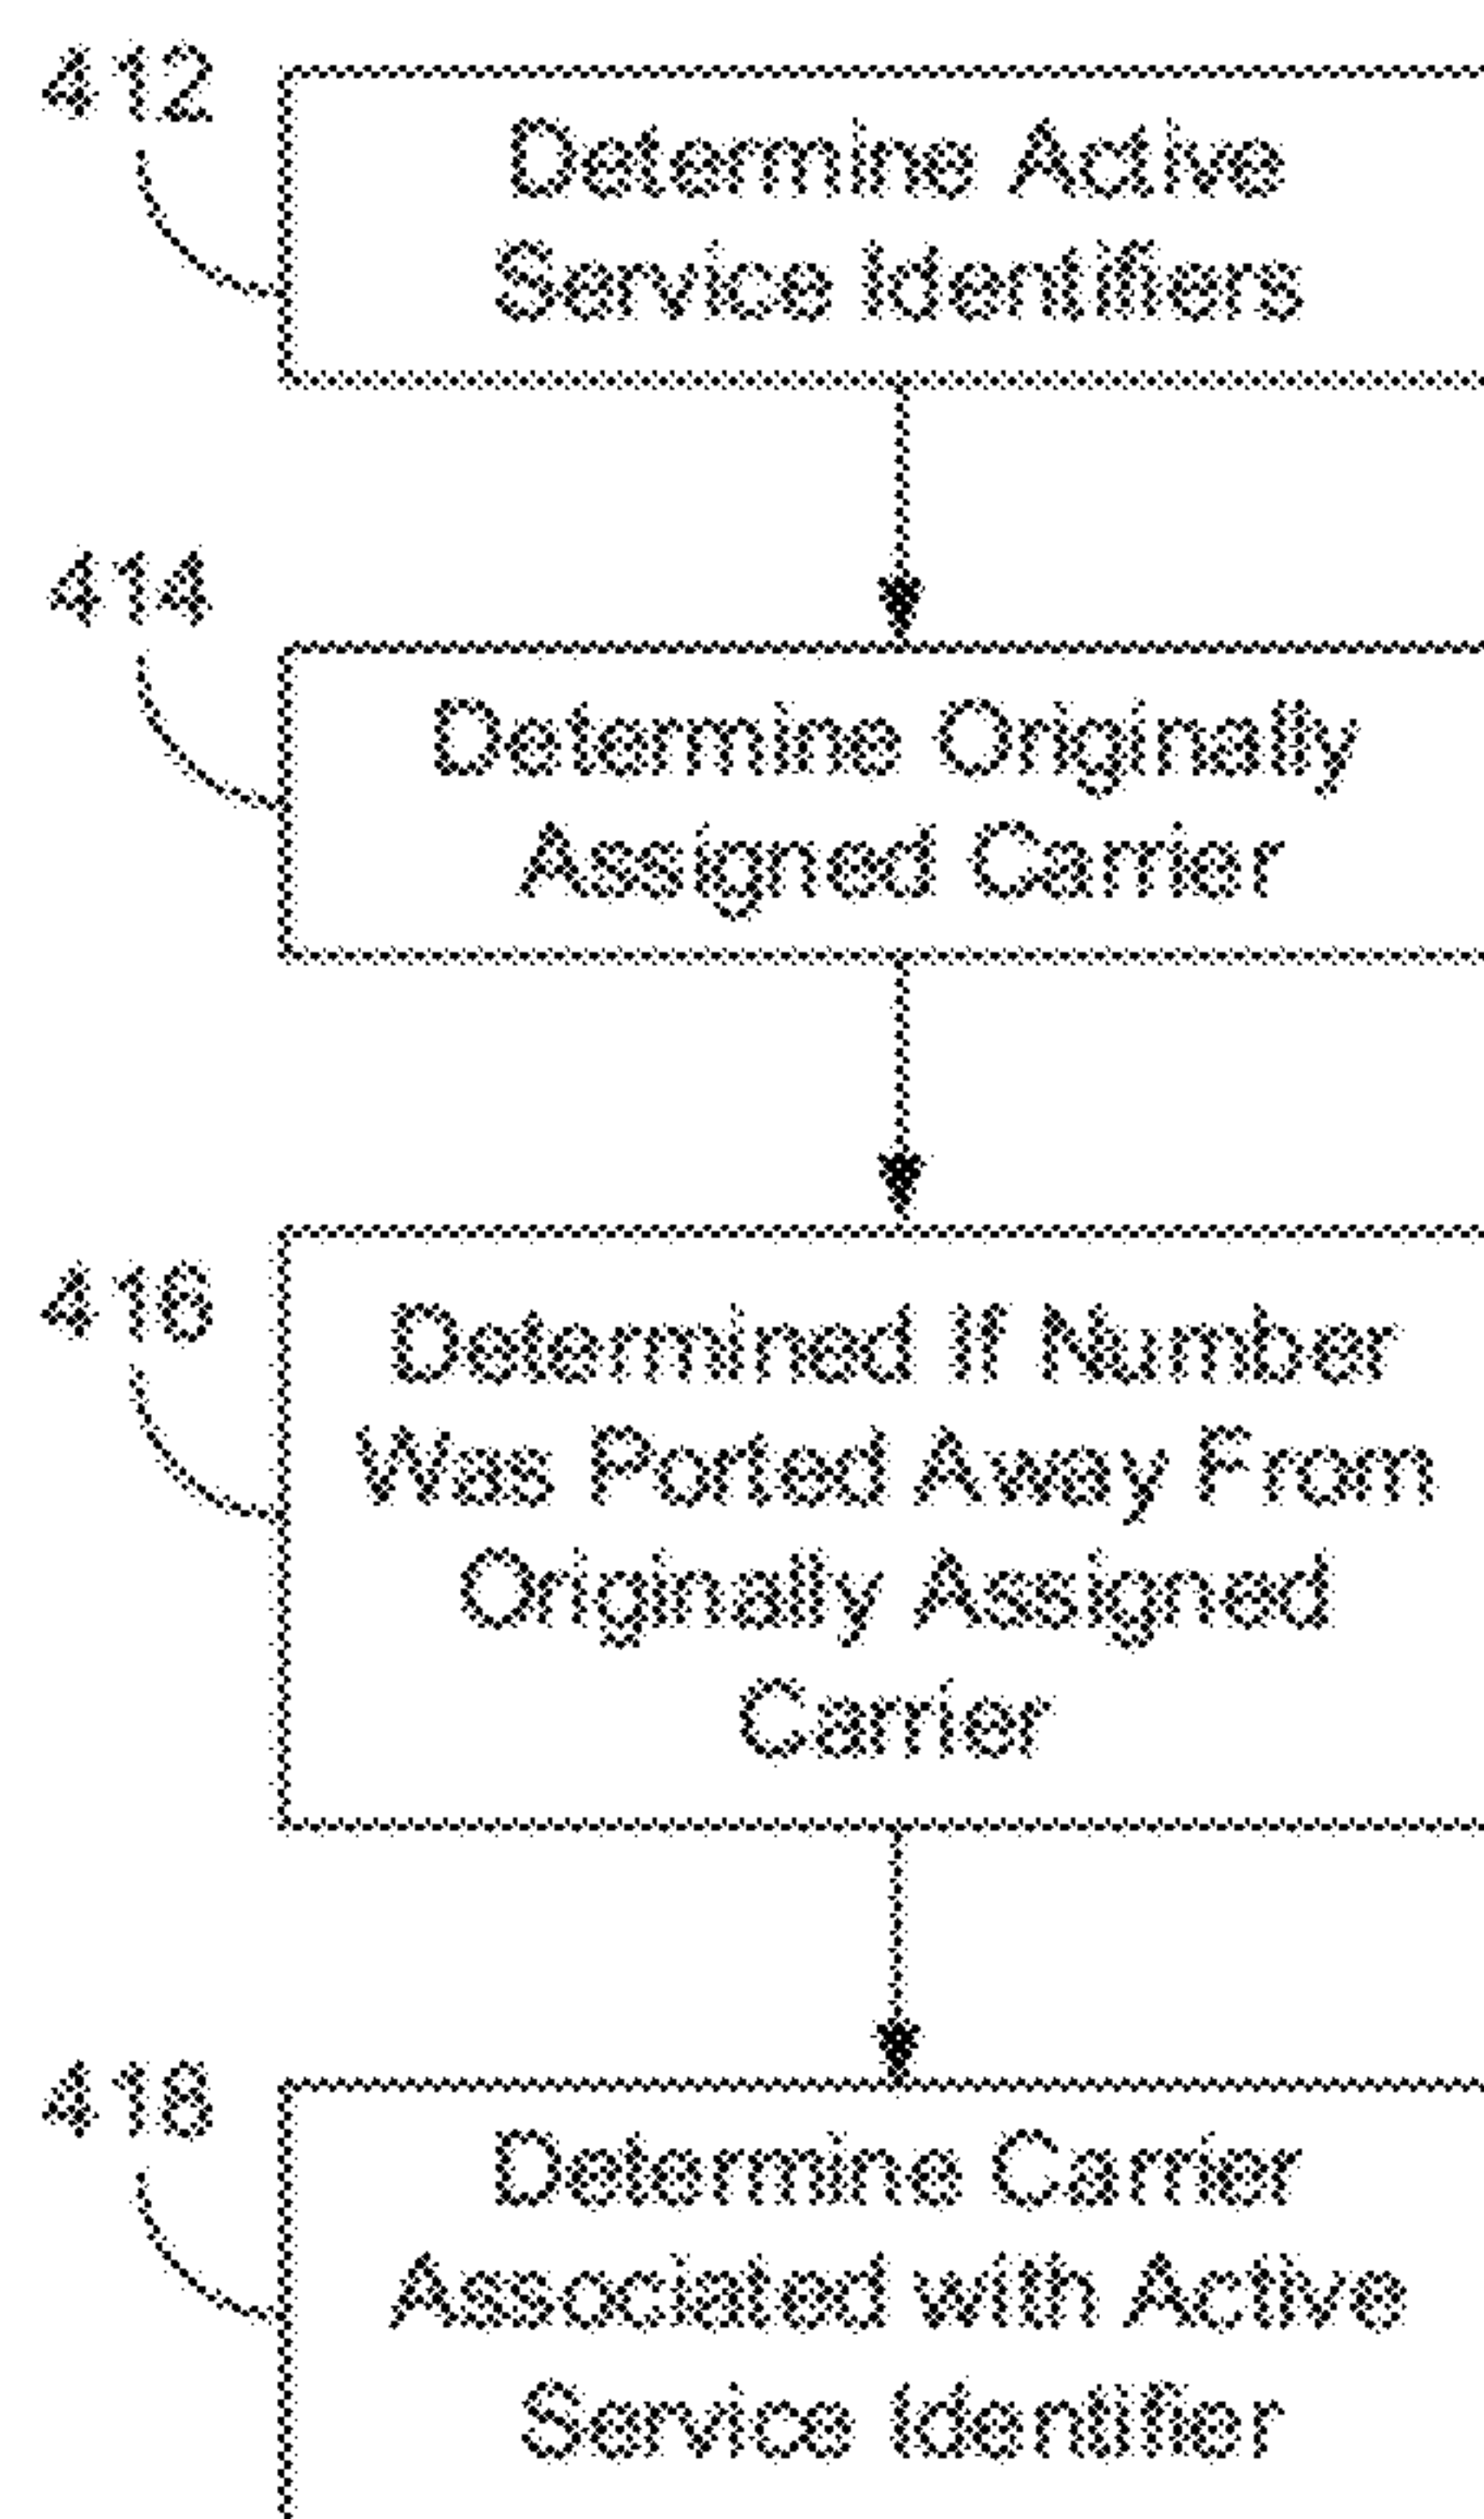 412
Determine Active
Service Identifiers
414
Determine Originally
Assigned Carrier
416
Determined If Number
Was Ported Away From
Originally Assigned
Carrier
418
Determine Carrier
Associated with Active
Service Identifier